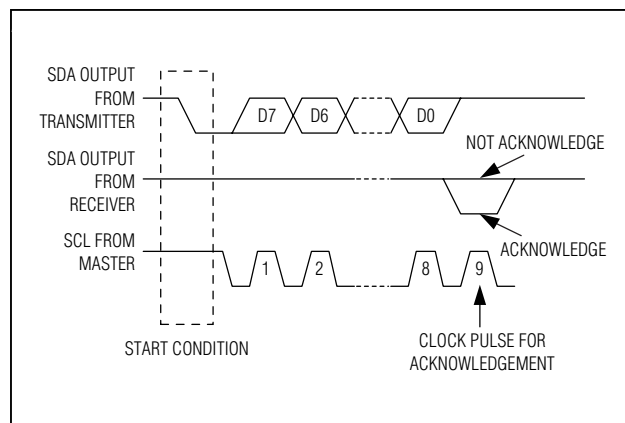 SDA OUTPUT
FROM
TRANSMITTER
D7
D6
D0
SDA OUTPUT
FROM
RECEIVER
NOT ACKNOWLEDGE
ACKNOWLEDGE
SCL FROM
MASTER
1
2
8
9
START CONDITION
CLOCK PULSE FOR
ACKNOWLEDGEMENT